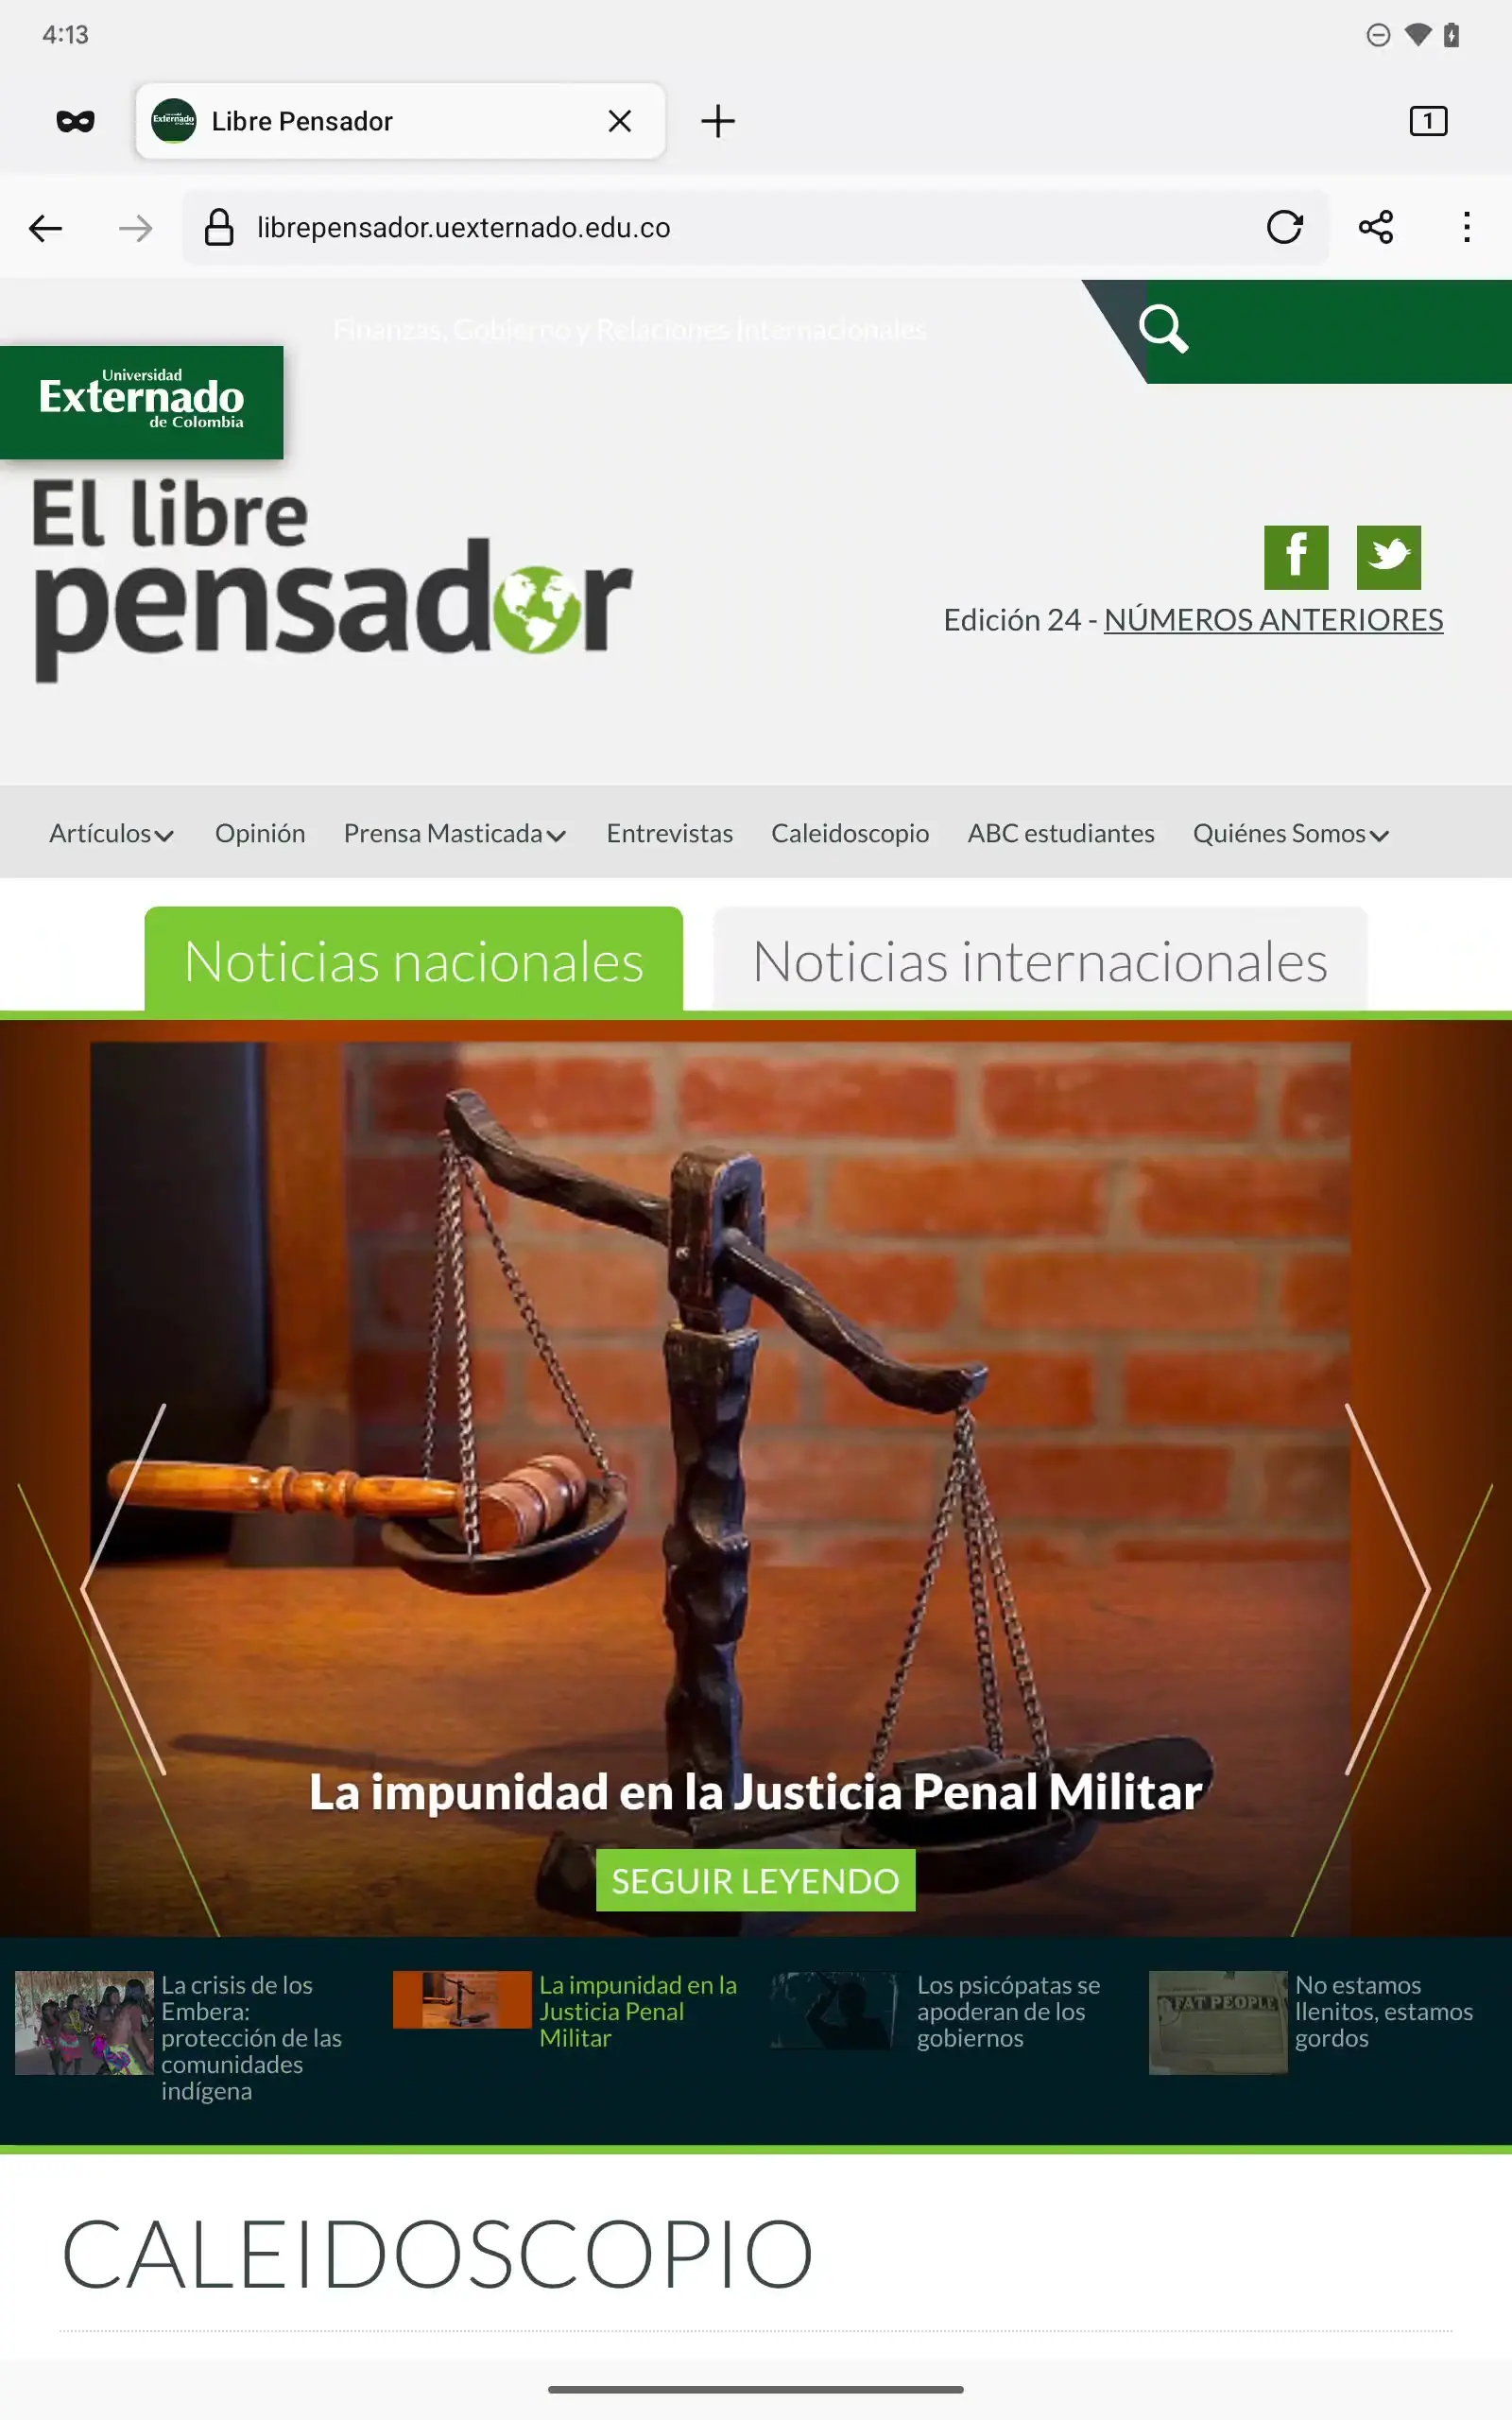 4:13
Externado
Libre Pensador
1
librepensador.uexternado.edu.co
Finanzas, Gobierno y Relaciones Internacionales
Universidad
Externado
de Colombia
El libre
pensador
Edición 24 - NÚMEROS ANTERIORES
Artículos Opinión Prensa Masticada Entrevistas Caleidoscopio ABC estudiantes Quiénes Somos
Noticias nacionales Noticias internacionales
La impunidad en la Justicia Penal Militar
SEGUIR LEYENDO
La crisis de los
Embera:
protección de las
comunidades
indígena
La impunidad en la
Justicia Penal
Militar
Los psicópatas se
apoderan de los
gobiernos
FAT PEOPLE
No estamos
llenitos, estamos
gordos
CALEIDOSCOPIO